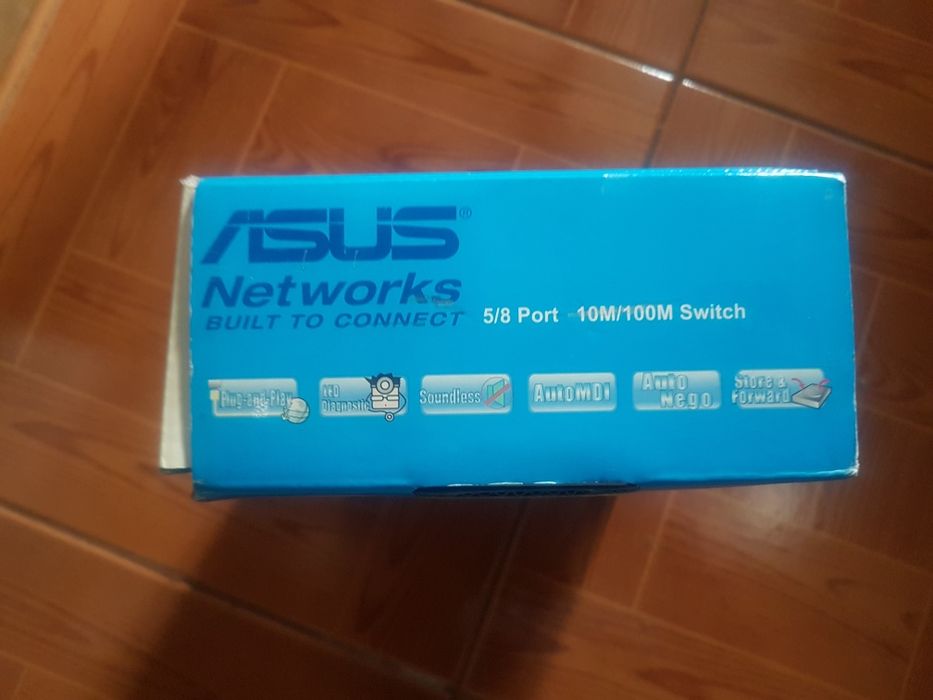 ASUS®
Networks
BUILT TO CONNECT
5/8 Port 10M/100M Switch
Plug-and-Play
LED
Diagnostic
Soundless
AutoMDI
Auto
Nego
Store &
Forward